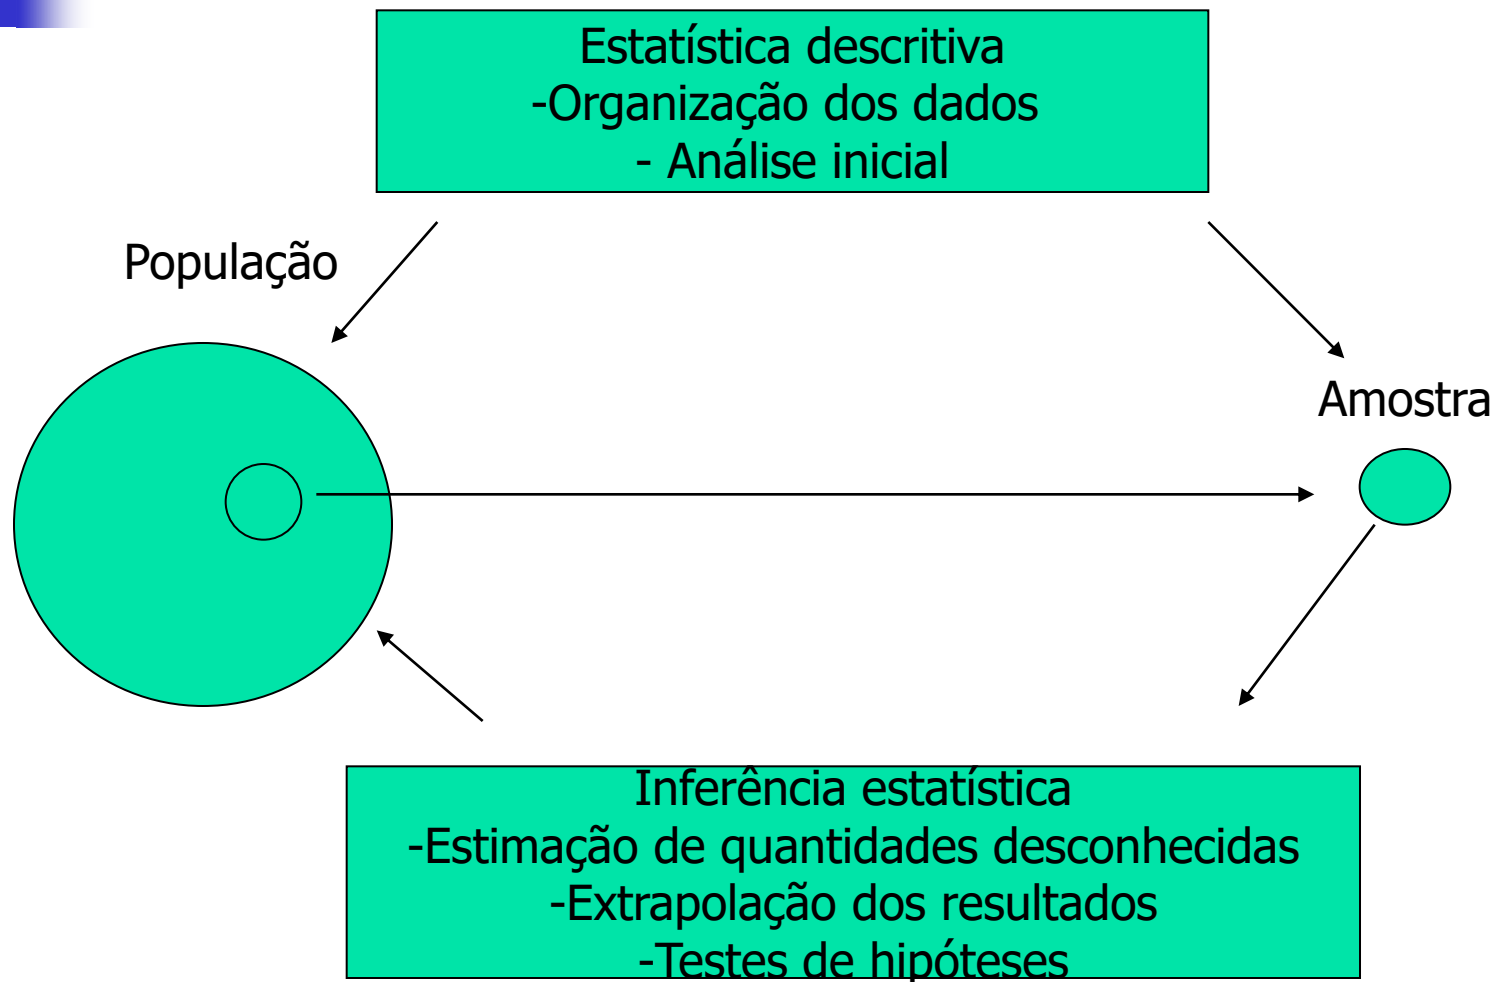 Estatística descritiva
-Organização dos dados
- Análise inicial
População
Amostra
Inferência estatística
-Estimação de quantidades desconhecidas
-Extrapolação dos resultados
-Testes de hipóteses